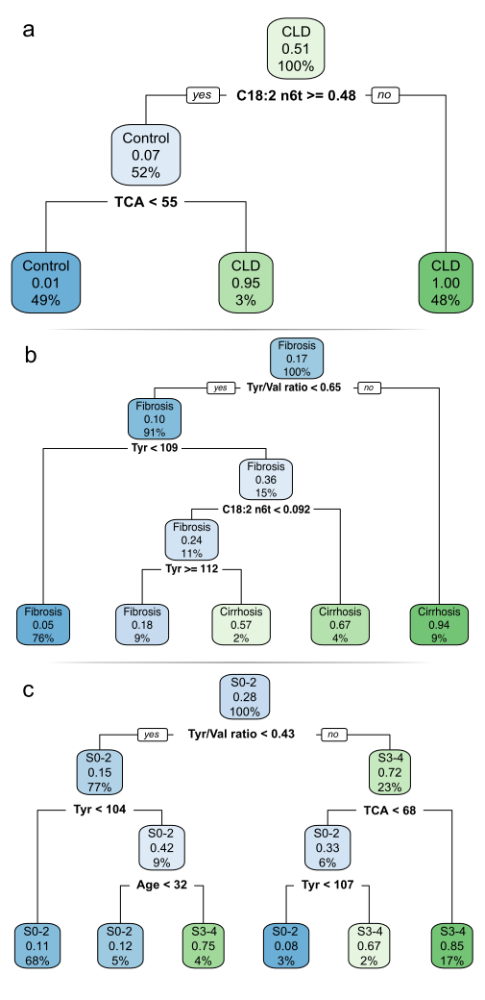 a
CLD
0.51
100%
yes
C18:2 n6t >= 0.48
no
Control
0.07
52%
TCA < 55
Control
0.01
49%
CLD
0.95
3%
CLD
1.00
48%
b
Fibrosis
0.17
100%
yes
Tyr/Val ratio < 0.65
no
Fibrosis
0.10
91%
Tyr < 109
Fibrosis
0.36
15%
C18:2 n6t < 0.092
Fibrosis
0.24
11%
Tyr >= 112
Fibrosis
0.05
76%
Fibrosis
0.18
9%
Cirrhosis
0.57
2%
Cirrhosis
0.67
4%
Cirrhosis
0.94
9%
c
S0-2
0.28
100%
yes
Tyr/Val ratio < 0.43
no
S0-2
0.15
77%
S3-4
0.72
23%
Tyr < 104
TCA < 68
S0-2
0.42
9%
S0-2
0.33
6%
Age < 32
Tyr < 107
S0-2
0.11
68%
S0-2
0.12
5%
S3-4
0.75
4%
S0-2
0.08
3%
S3-4
0.67
2%
S3-4
0.85
17%